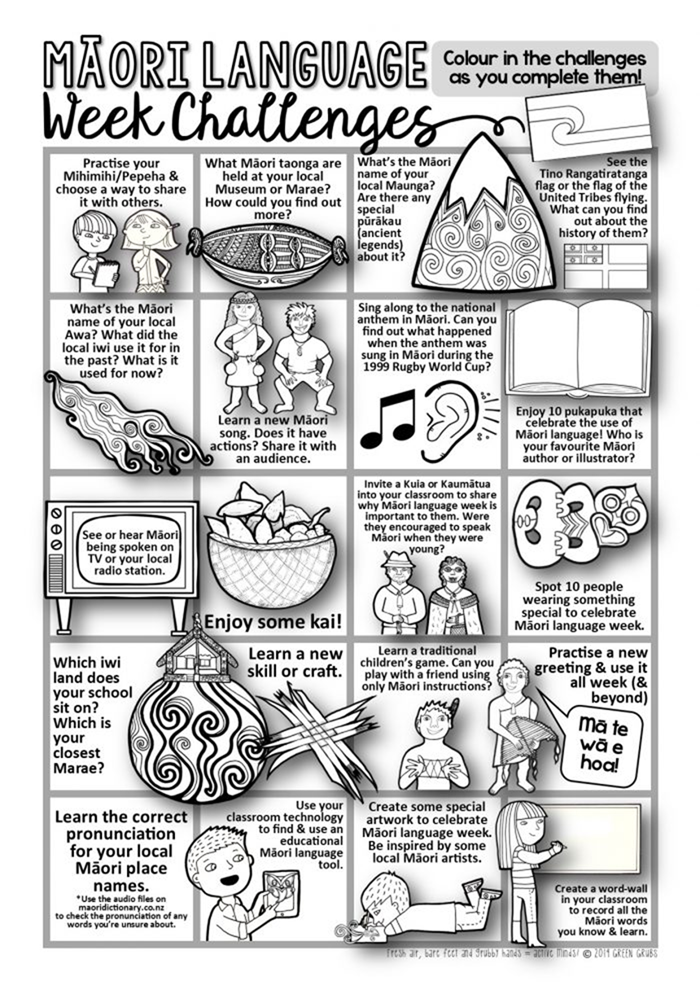 MĀORI LANGUAGE
Week Challenges
Colour in the challenges
as you complete them!
Practise your
Mihimihi/Pepeha &
choose a way to share
it with others.
What Māori taonga are
held at your local
Museum or Marae?
How could you find out
more?
What's the Māori
name of your
local Maunga?
Are there any
special
pūrākau
(ancient
legends)
about it?
See the
Tino Rangatiratanga
flag or the flag of the
United Tribes flying.
What can you find
out about the
history of them?
What's the Māori
name of your local
Awa? What did the
local iwi use it for in
the past? What is it
used for now?
Learn a new Māori
song. Does it have
actions? Share it with
an audience.
Sing along to the national
anthem in Māori. Can you
find out what happened
when the anthem was
sung in Māori during the
1999 Rugby World Cup?
Enjoy 10 pukapuka that
celebrate the use of
Māori language! Who is
your favourite Māori
author or illustrator?
See or hear Māori
being spoken on
TV or your local
radio station.
Enjoy some kai!
Invite a Kuia or Kaumātua
into your classroom to share
why Māori language week is
important to them. Were
they encouraged to speak
Māori when they were
young?
Spot 10 people
wearing something
special to celebrate
Māori language week.
Which iwi
land does
your school
sit on?
Which is
your
closest
Marae?
Learn a new
skill or craft.
Learn a traditional
children's game. Can you
play with a friend using
only Māori instructions?
Practise a new
greeting & use it
all week (&
beyond)
Mā te
wā e
hoa!
Learn the correct
pronunciation
for your local
Māori place
names.
*Use the audio files on
maoridictionary.co.nz
to check the pronunciation of any
words you're unsure about.
Use your
classroom technology
to find & use an
educational
Māori language
tool.
Create some special
artwork to celebrate
Māori language week.
Be inspired by some
local Māori artists.
Create a word-wall
in your classroom
to record all the
Māori words
you know & learn.
Fresh air, bare feet and grubby hands = active minds! © 2019 GREEN GRUBS